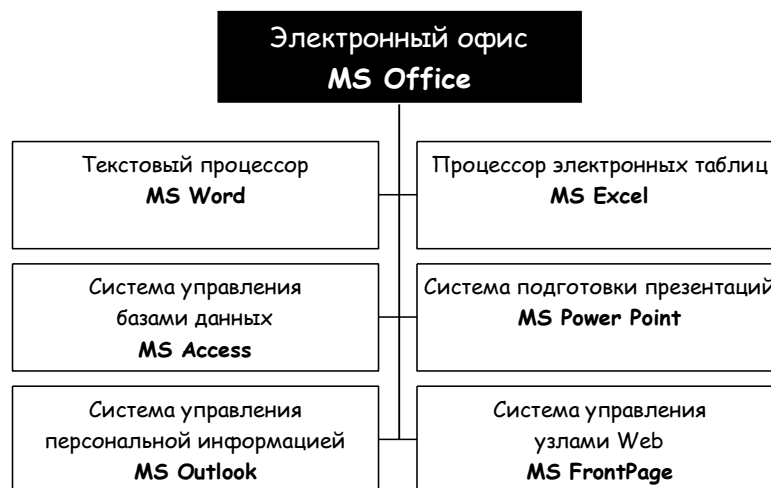 Электронный офис
MS Office
Текстовый процессор
MS Word
Процессор электронных таблиц
MS Excel
Система управления
базами данных
MS Access
Система подготовки презентаций
MS Power Point
Система управления
персональной информацией
MS Outlook
Система управления
узлами Web
MS FrontPage